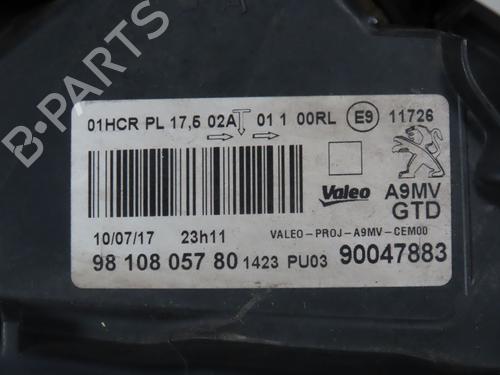 01HCR PL 17,5 02A 01 1 00RL E9 11726
Valeo A9MV
GTD
10/07/17 23h11 VALEO-PROJ-A9MV-CEM00
98 108 057 80 1423 PU03 90047883
B-Parts